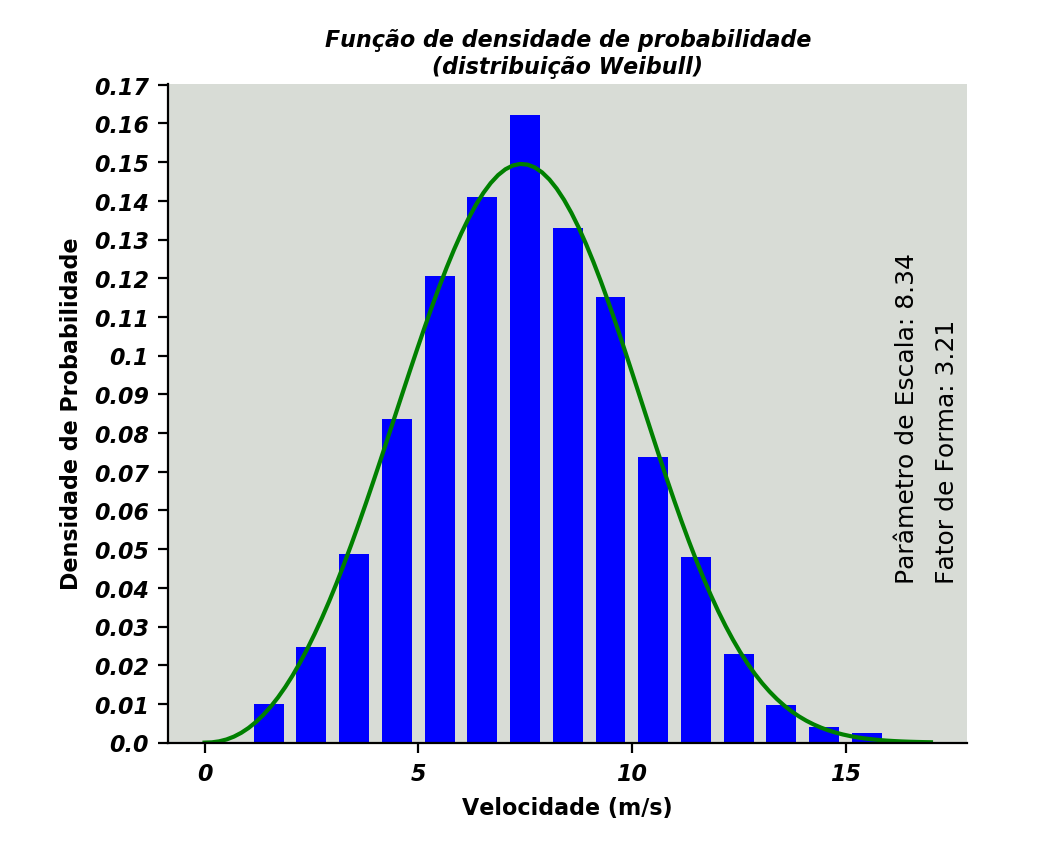 Função de densidade de probabilidade
(distribuição Weibull)
0.17
0.16
0.15
0.14
0.13
0.12
0.11
0.1
0.09
0.08
0.07
0.06
0.05
0.04
0.03
0.02
0.01
0.0
Densidade de Probabilidade
Parâmetro de Escala: 8.34
Fator de Forma: 3.21
0 5 10 15
Velocidade (m/s)